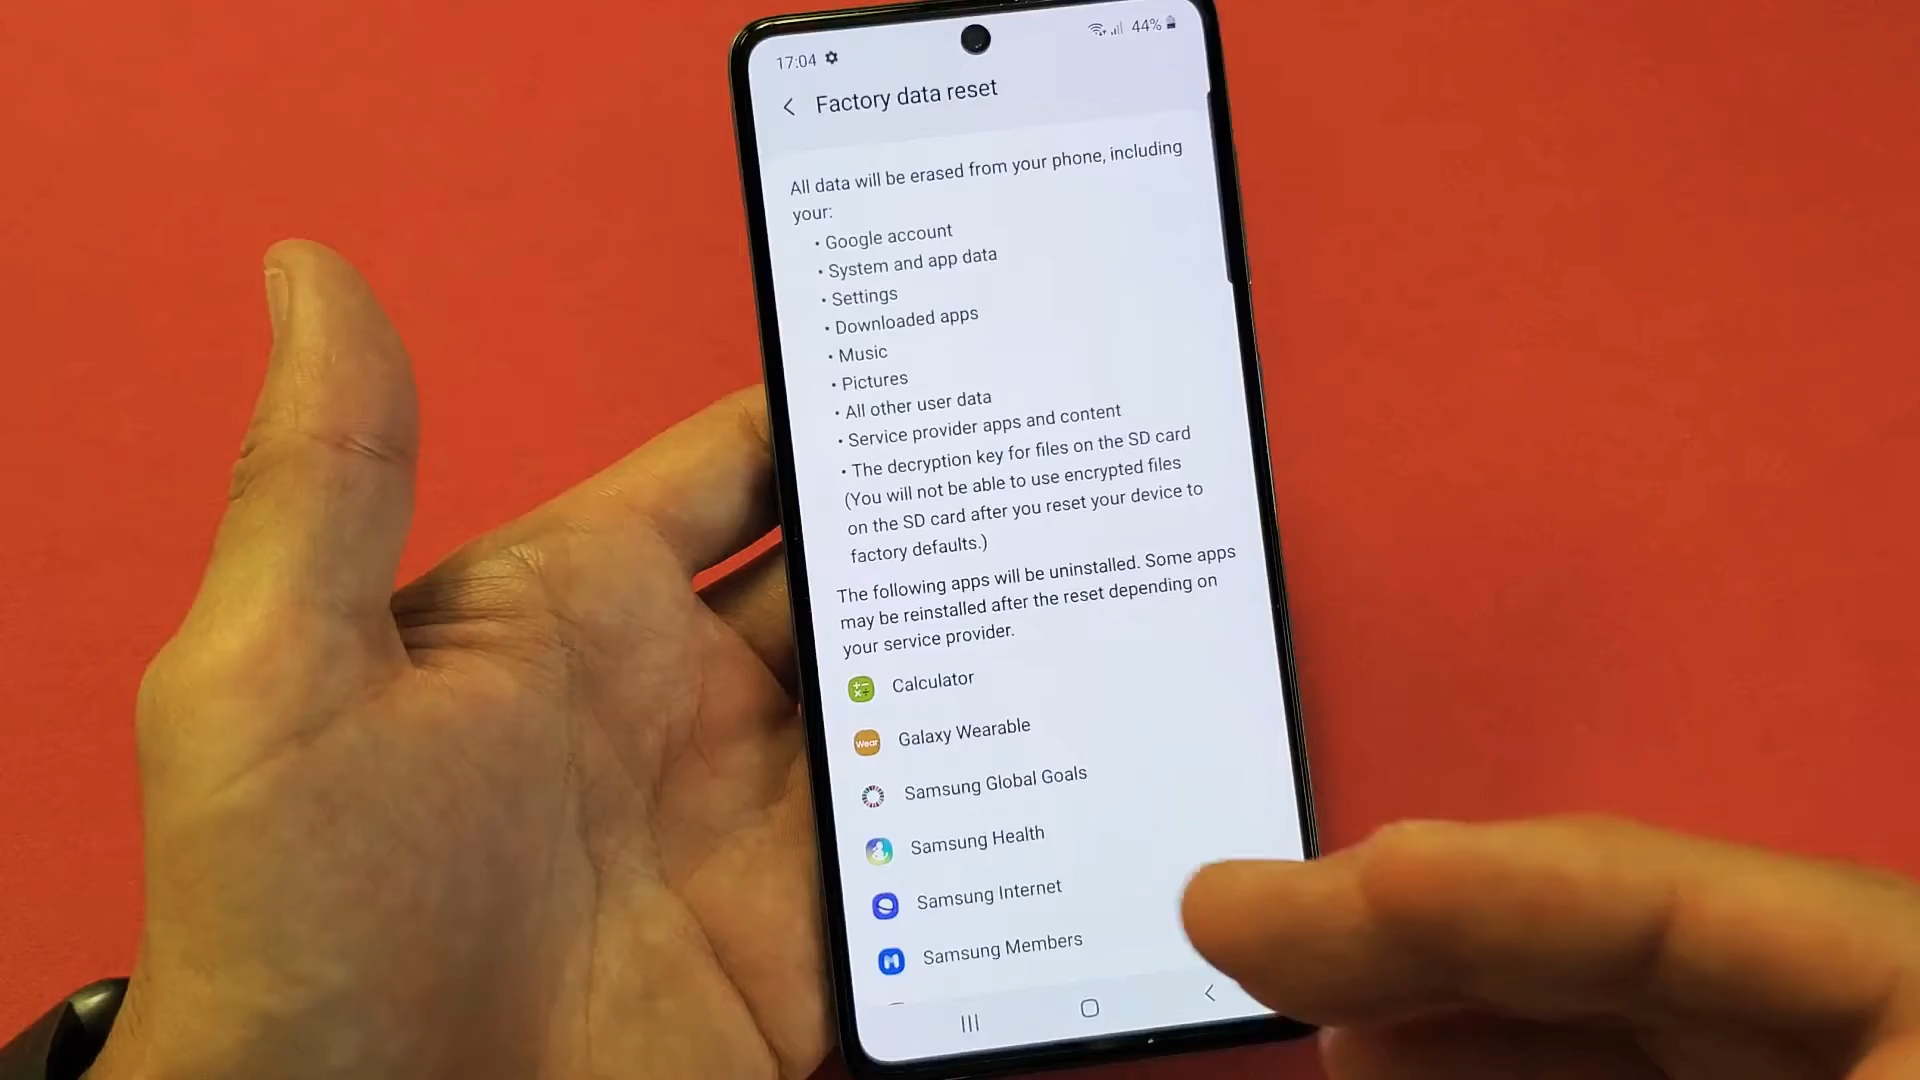 17:04
44%
Factory data reset
All data will be erased from your phone, including
your:
• Google account
• System and app data
• Settings
• Downloaded apps
• Music
• Pictures
• All other user data
• Service provider apps and content
• The decryption key for files on the SD card
(You will not be able to use encrypted files
on the SD card after you reset your device to
factory defaults.)
The following apps will be uninstalled. Some apps
may be reinstalled after the reset depending on
your service provider.
Calculator
Wear
Galaxy Wearable
Samsung Global Goals
Samsung Health
Samsung Internet
Samsung Members